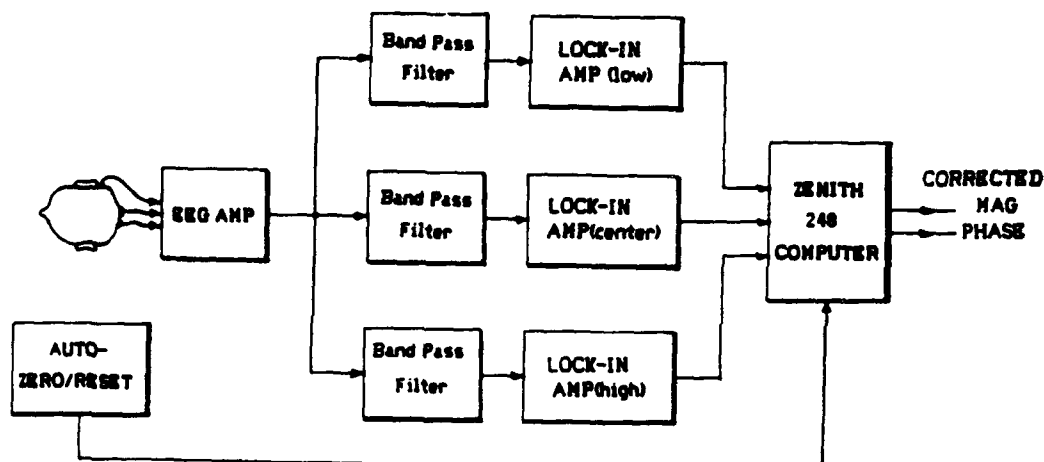 Band Pass
Filter
LOCK-IN
AMP (low)
EEG AMP
Band Pass
Filter
LOCK-IN
AMP(center)
ZENITH
248
COMPUTER
CORRECTED
MAG
PHASE
AUTO-
ZERO/RESET
Band Pass
Filter
LOCK-IN
AMP(high)